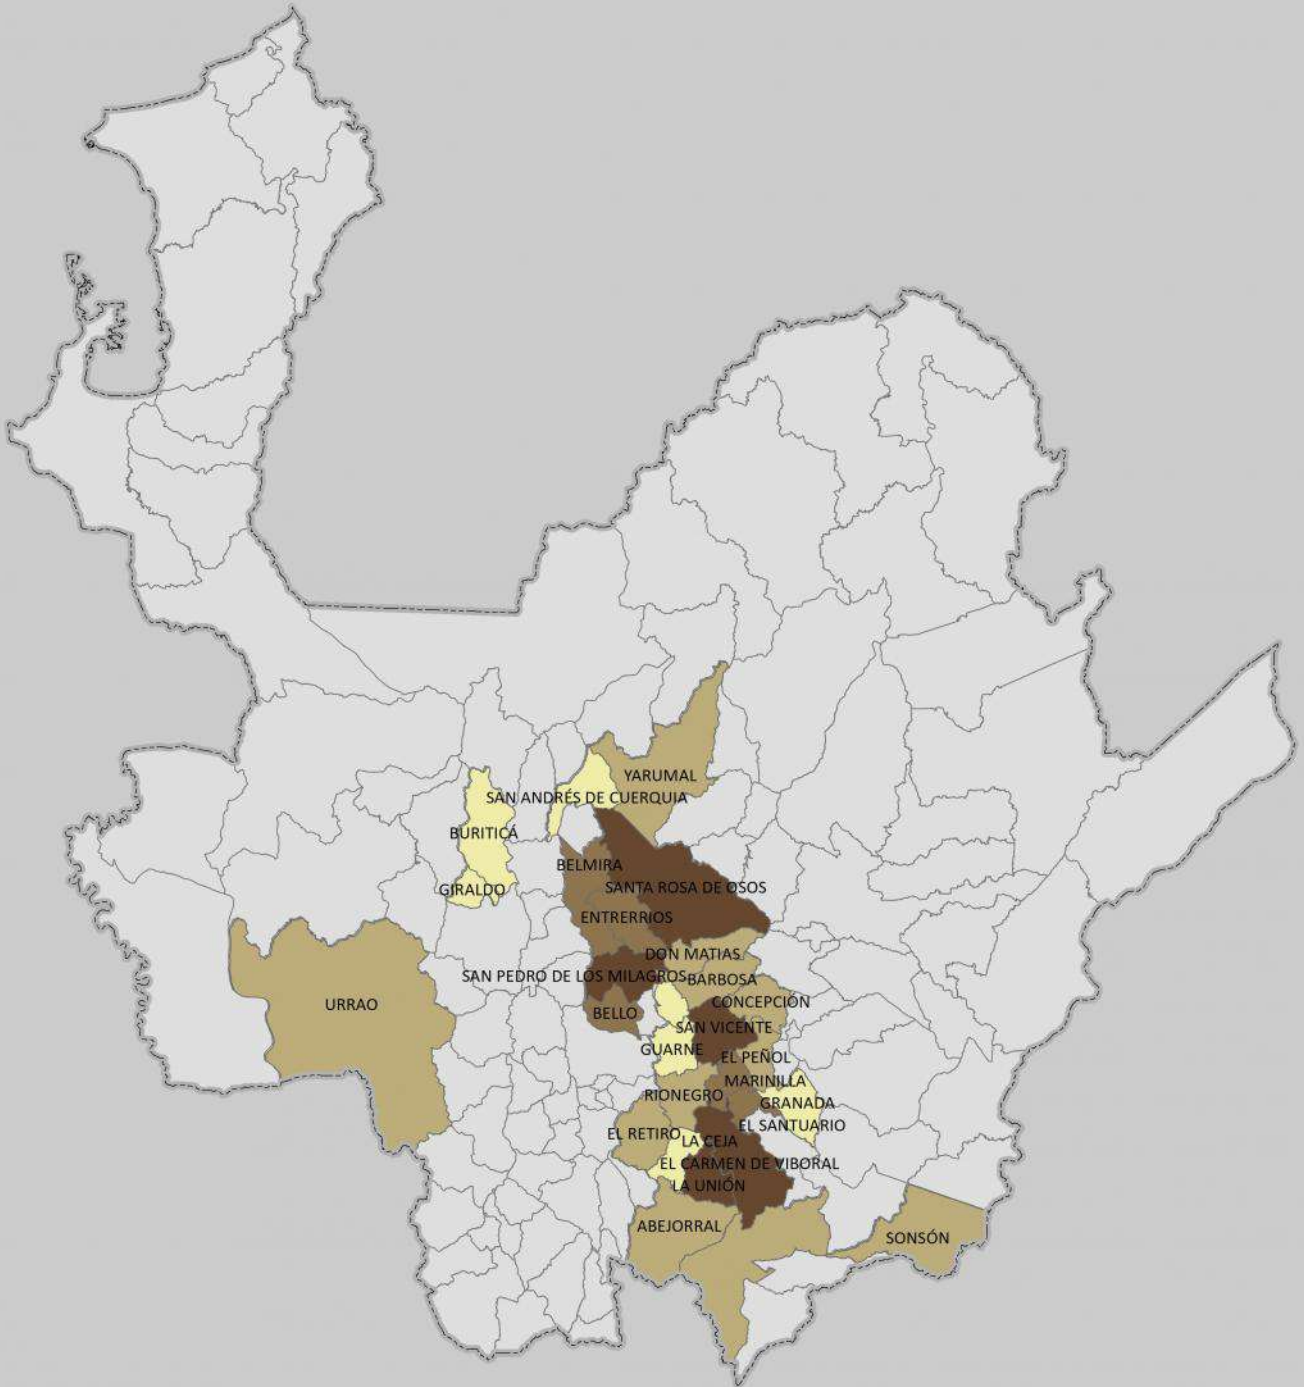 YARUMAL
SAN ANDRÉS DE CUERQUIA
BURITICÁ
BELMIRA
GIRALDO
SANTA ROSA DE OSOS
ENTRERRIOS
DON MATIAS
SAN PEDRO DE LOS MILAGROS
BARBOSA
URRAO
CONCEPCIÓN
BELLO
SAN VICENTE
GUARNE
EL PEÑOL
MARINILLA
RIONEGRO
GRANADA
EL SANTUARIO
EL RETIRO
LA CEJA
EL CARMEN DE VIBORAL
LA UNIÓN
ABEJORRAL
SONSÓN